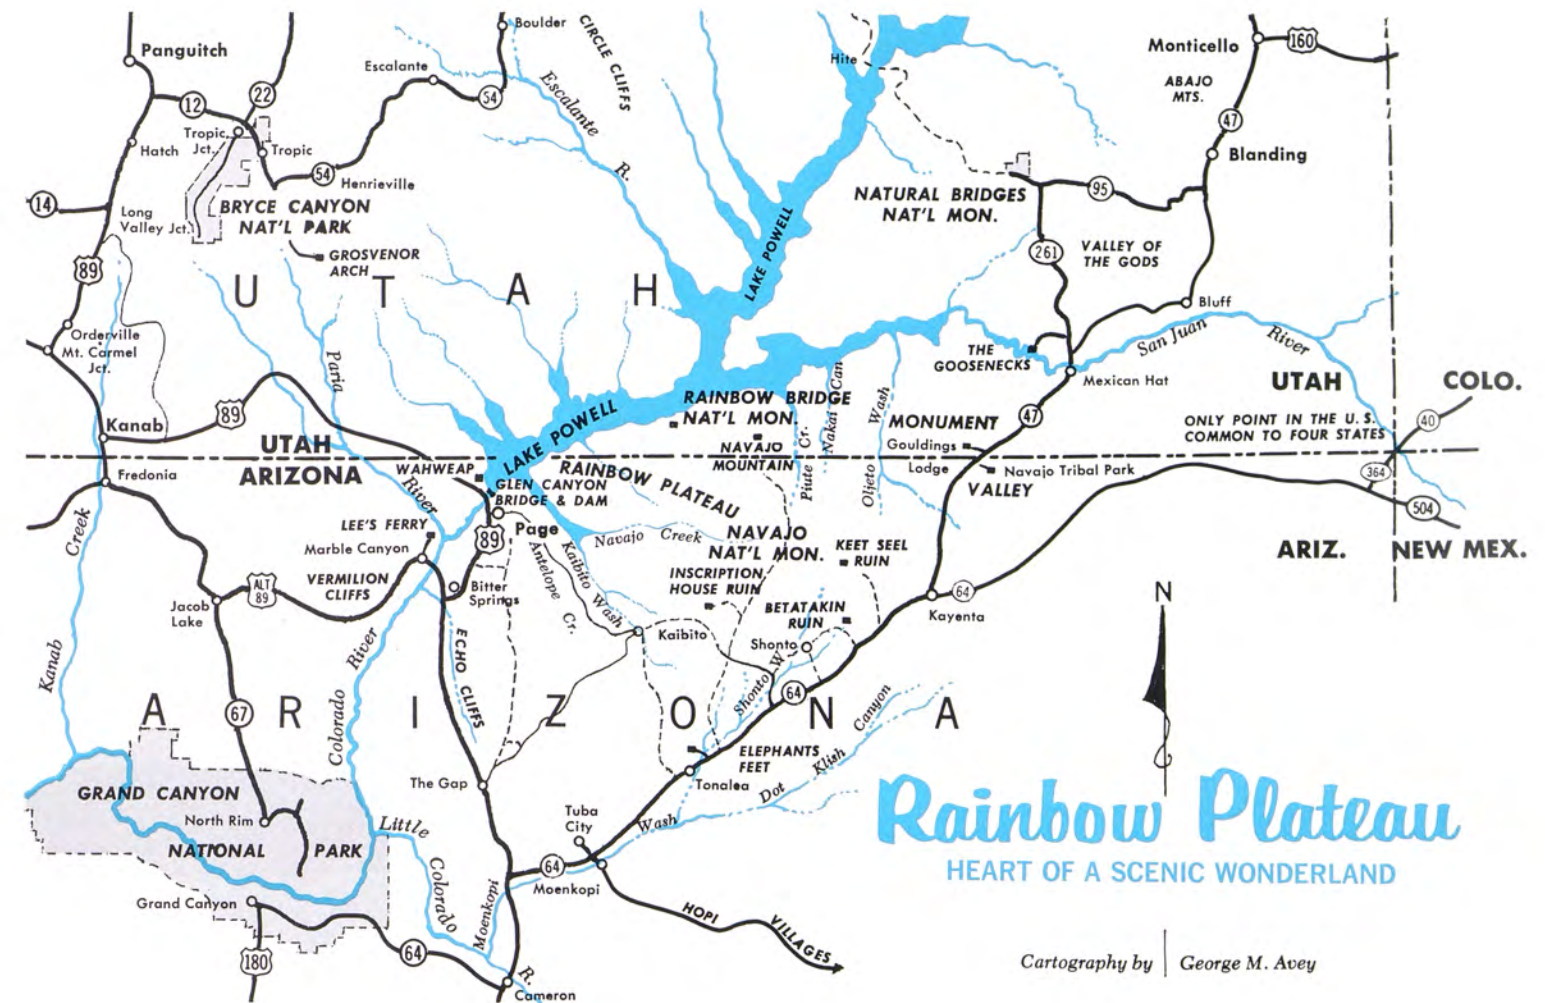 Boulder
Panguitch
CIRCLE CLIFFS
Hite
Monticello
160
Escalante
54
Escalante
R.
ABAJO
MTS.
12
22
47
Tropic
Jct.
Tropic
Hatch
54
Henrieville
Blanding
14
Long
Valley Jct.
BRYCE CANYON
NAT'L PARK
NATURAL BRIDGES
NAT'L MON.
95
GROSVENOR
ARCH
LAKE POWELL
261
VALLEY OF
THE GODS
89
U T A H
Bluff
Orderville
Mt. Carmel
Jct.
Paria
THE
GOOSENECKS
San Juan
River
Mexican Hat
UTAH
COLO.
Kanab
89
RAINBOW BRIDGE
NAT'L MON.
Nakai Can
Wash
MONUMENT
47
ONLY POINT IN THE U.S.
COMMON TO FOUR STATES
40
UTAH
ARIZONA
LAKE POWELL
NAVAJO
MOUNTAIN
Piute Cr.
Gouldings
Lodge
Fredonia
WAHWEAP
RAINBOW PLATEAU
Oljeto
Navajo Tribal Park
VALLEY
364
River
GLEN CANYON
BRIDGE & DAM
504
Creek
LEE'S FERRY
Page
Marble Canyon
89
Navajo Creek
NAVAJO
NAT'L MON.
KEET SEEL
RUIN
ARIZ.
NEW MEX.
VERMILION
CLIFFS
ALT
89
Bitter
Springs
Antelope Cr.
Kaibito Wash
INSCRIPTION
HOUSE RUIN
N
Jacob
Lake
BETATAKIN
RUIN
64
Kayenta
Kanab
River
ECHO CLIFFS
Kaibito
Shonto
Colorado
Shonto W.
64
A R I Z O N A
67
Canyon
Klish
Dot
GRAND CANYON
The Gap
ELEPHANTS
FEET
Tonalea
North Rim
Little
Tuba
City
Wash
Rainbow Plateau
NATIONAL PARK
HEART OF A SCENIC WONDERLAND
Colorado
64
Moenkopi
Grand Canyon
Moenkopi
HOPI
VILLAGES
180
64
R.
Cameron
Cartography by George M. Avey